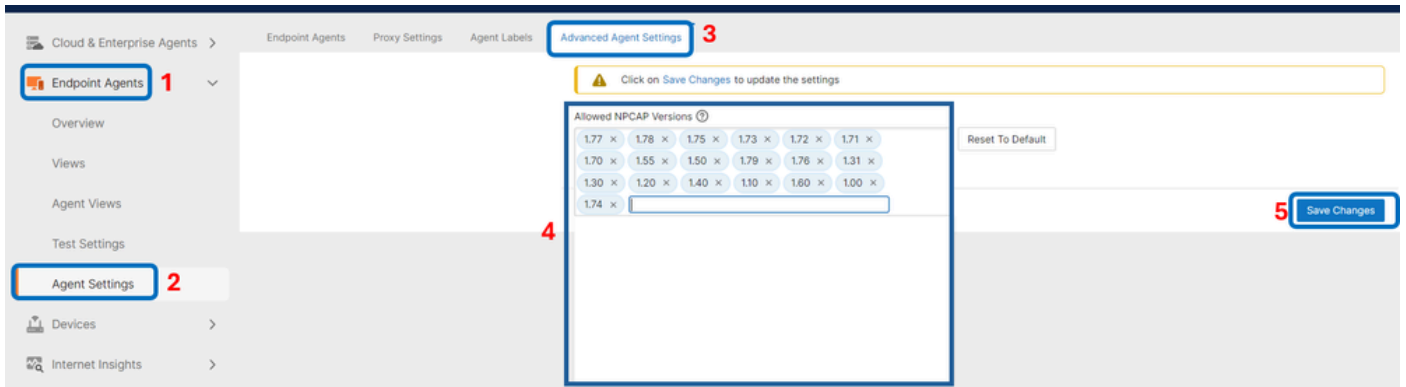 Cloud & Enterprise Agents
Endpoint Agents 1
Overview
Views
Agent Views
Test Settings
Agent Settings 2
Devices
Internet Insights
Endpoint Agents Proxy Settings Agent Labels Advanced Agent Settings 3
Click on Save Changes to update the settings
Allowed NPCAP Versions ?
1.77 × 1.78 × 1.75 × 1.73 × 1.72 × 1.71 ×
1.70 × 1.55 × 1.50 × 1.79 × 1.76 × 1.31 ×
1.30 × 1.20 × 1.40 × 1.10 × 1.60 × 1.00 ×
1.74 ×
Reset To Default
4
5 Save Changes